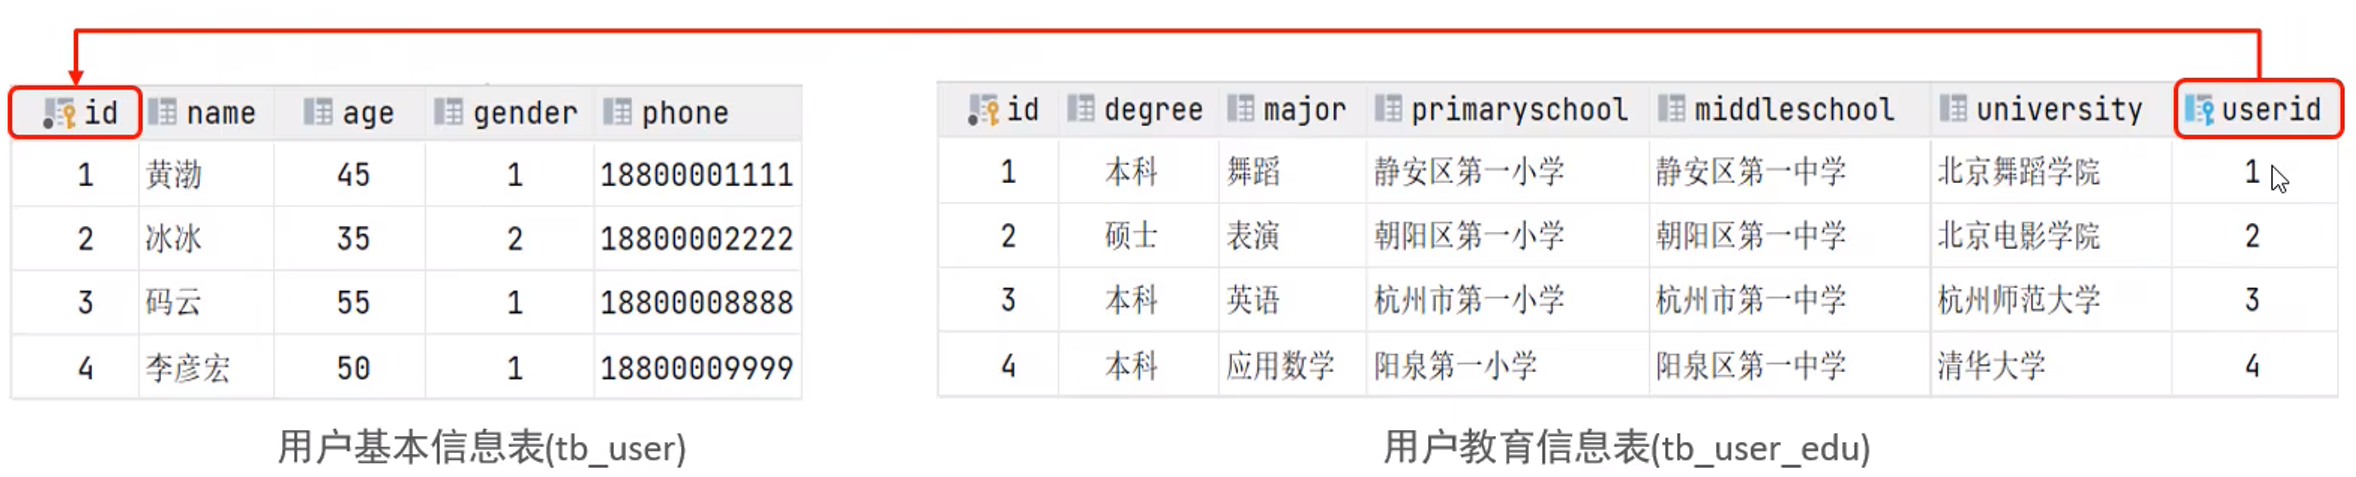 id name age gender phone
1 黄渤 45 1 18800001111
2 冰冰 35 2 18800002222
3 码云 55 1 18800008888
4 李彦宏 50 1 18800009999
用户基本信息表(tb_user)
id degree major primaryschool middleschool university userid
1 本科 舞蹈 静安区第一小学 静安区第一中学 北京舞蹈学院 1
2 硕士 表演 朝阳区第一小学 朝阳区第一中学 北京电影学院 2
3 本科 英语 杭州市第一小学 杭州市第一中学 杭州师范大学 3
4 本科 应用数学 阳泉第一小学 阳泉区第一中学 清华大学 4
用户教育信息表(tb_user_edu)